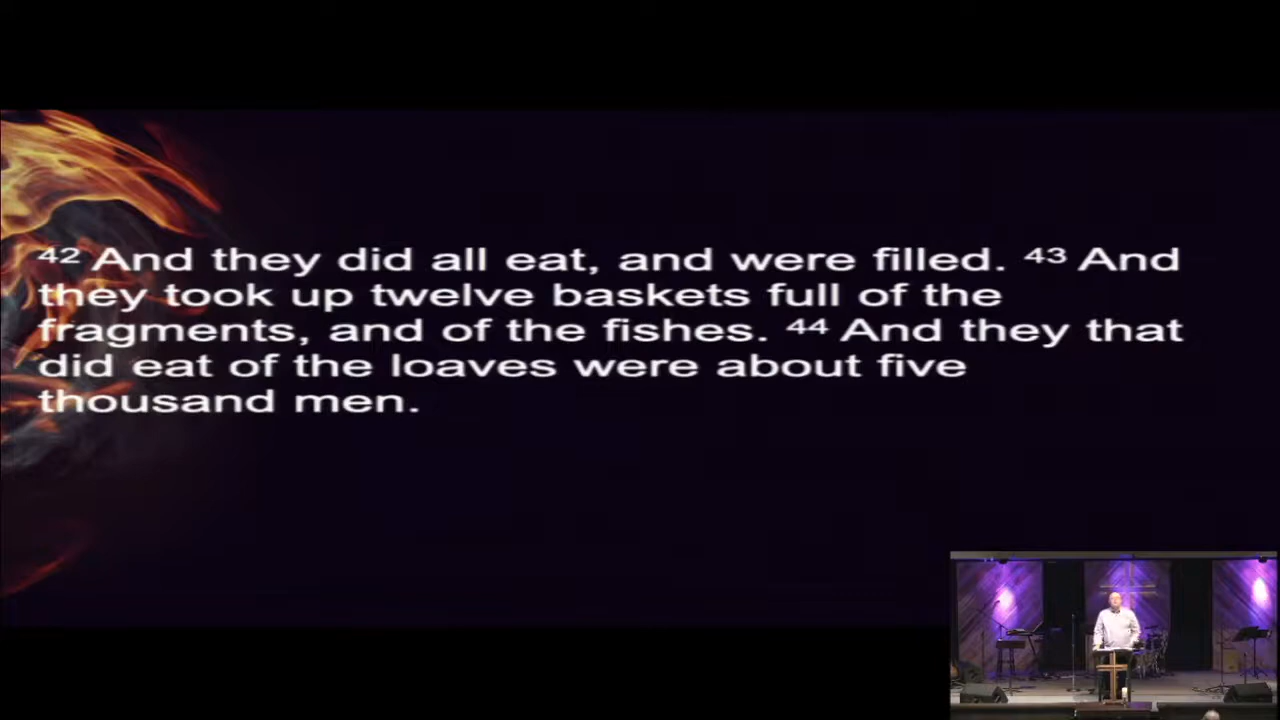 ⁴² And they did all eat, and were filled. ⁴³ And
they took up twelve baskets full of the
fragments, and of the fishes. ⁴⁴ And they that
did eat of the loaves were about five
thousand men.